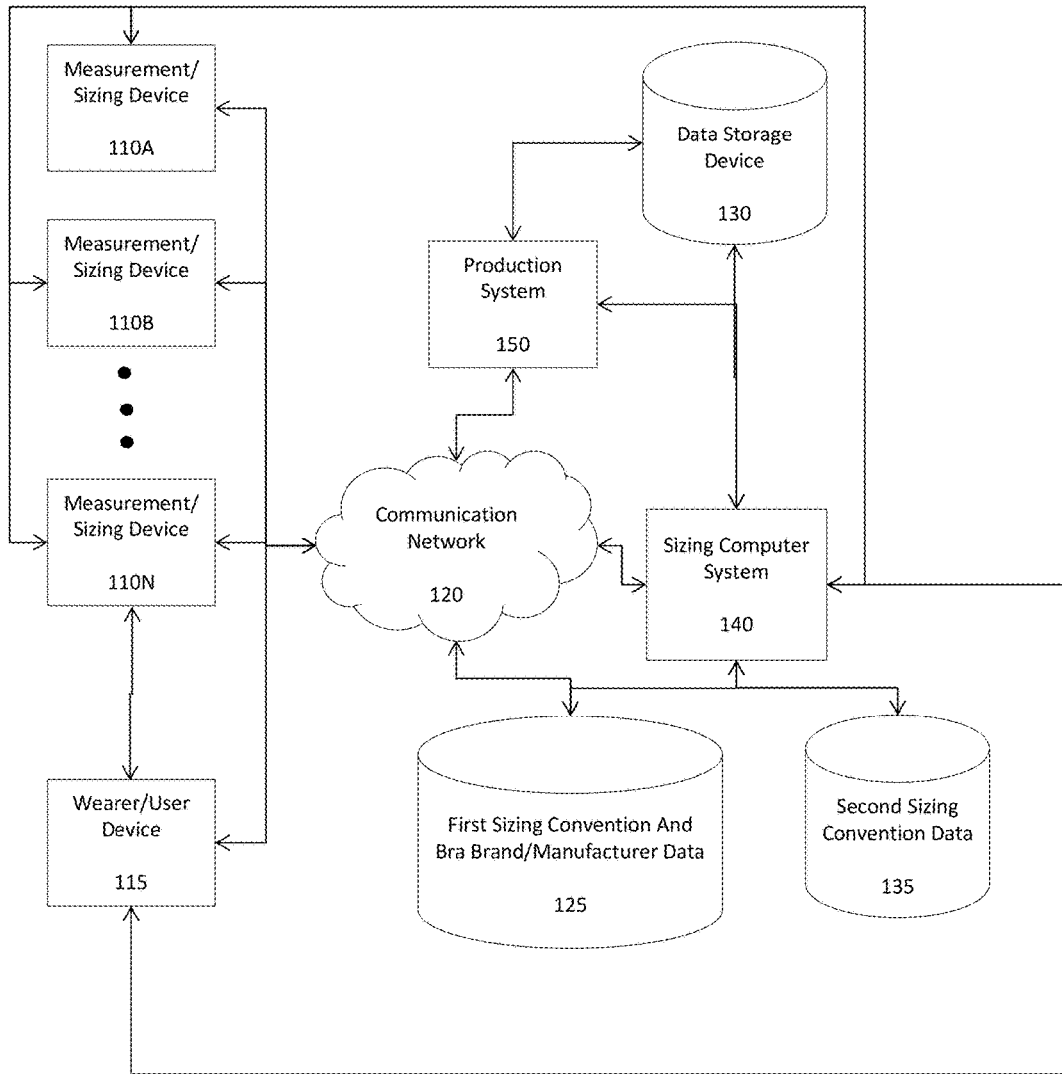 Measurement/
Sizing Device
110A
Measurement/
Sizing Device
110B
Measurement/
Sizing Device
110N
Wearer/User
Device
115
Data Storage
Device
130
Production
System
150
Communication
Network
120
Sizing Computer
System
140
First Sizing Convention And
Bra Brand/Manufacturer Data
125
Second Sizing
Convention Data
135